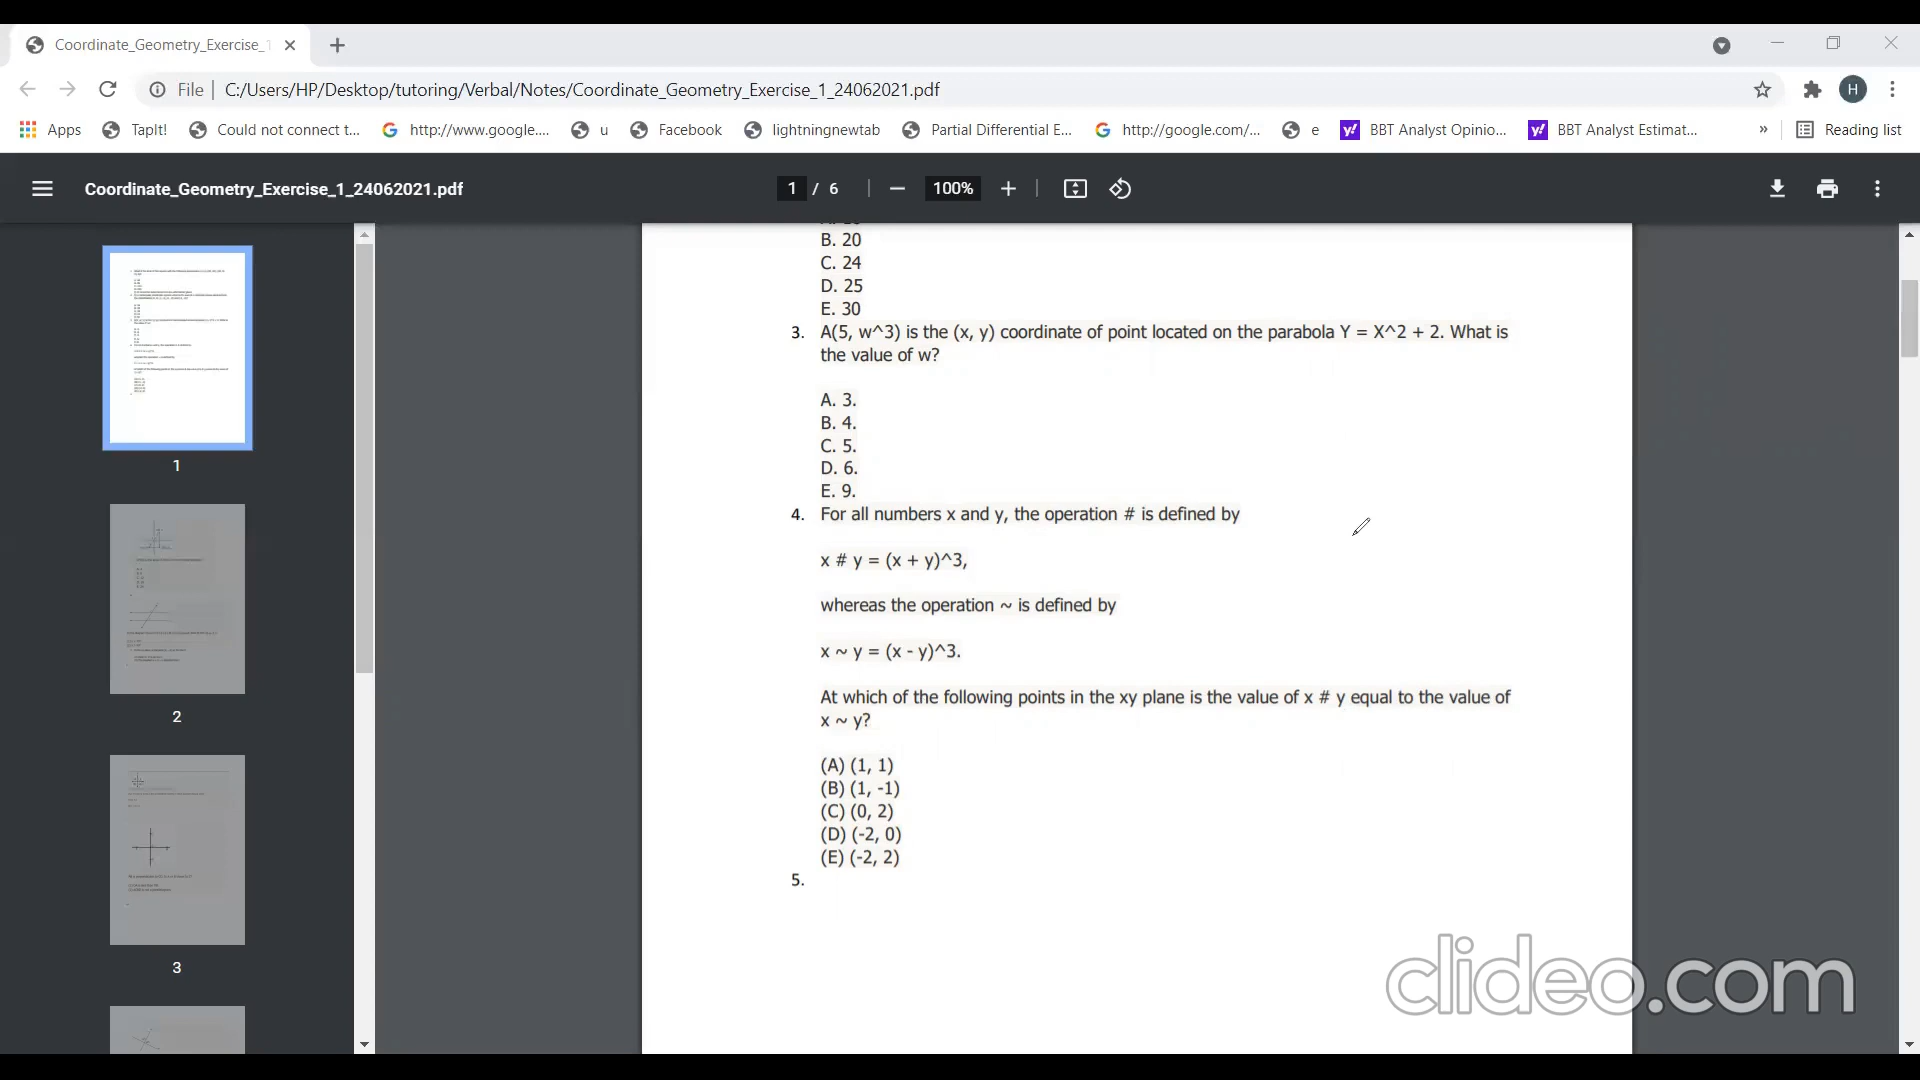 Coordinate_Geometry_Exercise_1
File C:/Users/HP/Desktop/tutoring/Verbal/Notes/Coordinate_Geometry_Exercise_1_24062021.pdf H
Apps TapIt! Could not connect t... http://www.google.... u Facebook lightningnewtab Partial Differential E... http://google.com/... e BBT Analyst Opinio... BBT Analyst Estimat... » Reading list
Coordinate_Geometry_Exercise_1_24062021.pdf 1 / 6 100%
B. 20
C. 24
D. 25
E. 30
3. A(5, w^3) is the (x, y) coordinate of point located on the parabola Y = X^2 + 2. What is
the value of w?
A. 3.
B. 4.
C. 5.
D. 6.
E. 9.
4. For all numbers x and y, the operation # is defined by
x # y = (x + y)^3,
whereas the operation ~ is defined by
x ~ y = (x - y)^3.
At which of the following points in the xy plane is the value of x # y equal to the value of
x ~ y?
(A) (1, 1)
(B) (1, -1)
(C) (0, 2)
(D) (-2, 0)
(E) (-2, 2)
5.
1
2
3
clideo.com